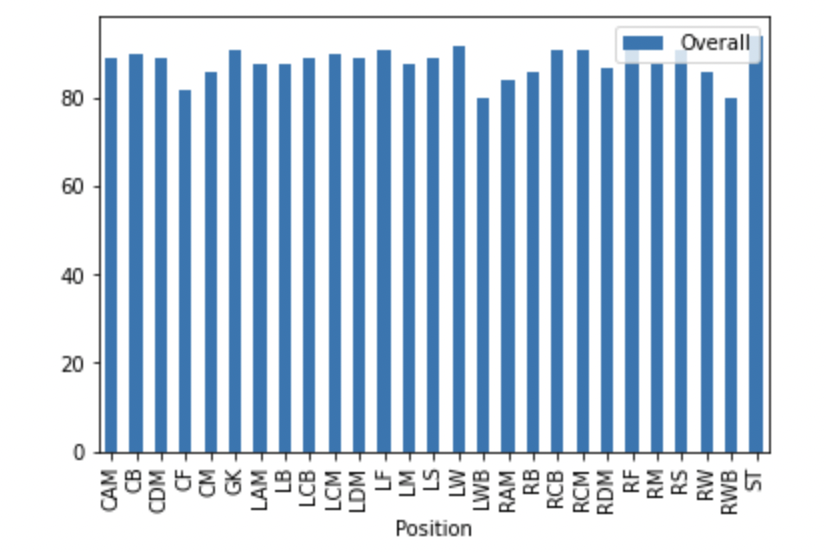 Overall
80
60
40
20
0
CAM CB CDM CF CM GK LAM LB LCB LCM LDM LF LM LS LW LWB RAM RB RCB RCM RDM RF RM RS RW RWB ST
Position